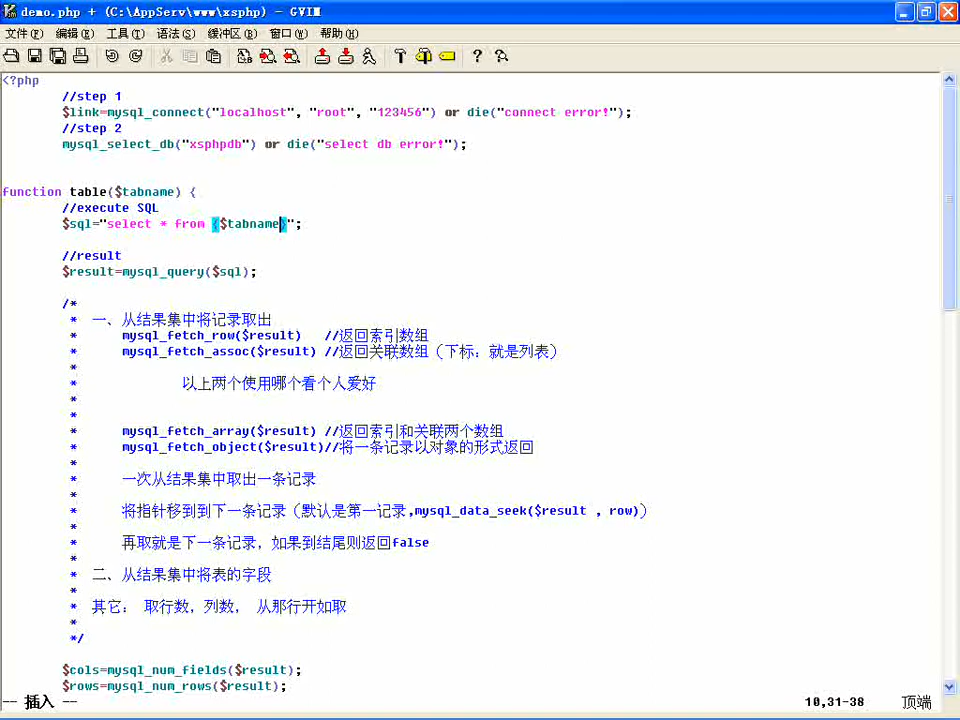 demo.php + (C:\AppServ\www\xsphp) - GVIM
文件(F) 编辑(E) 工具(T) 语法(S) 缓冲区(B) 窗口(W) 帮助(H)
<?php
//step 1
$link=mysql_connect("localhost", "root", "123456") or die("connect error!");
//step 2
mysql_select_db("xsphpdb") or die("select db error!");
function table($tabname) {
//execute SQL
$sql="select * from {$tabname}";
//result
$result=mysql_query($sql);
/*
* 一、从结果集中将记录取出
* mysql_fetch_row($result) //返回索引数组
* mysql_fetch_assoc($result) //返回关联数组（下标：就是列表）
*
* 以上两个使用哪个看个人爱好
*
*
* mysql_fetch_array($result) //返回索引和关联两个数组
* mysql_fetch_object($result)//将一条记录以对象的形式返回
*
* 一次从结果集中取出一条记录
*
* 将指针移到到下一条记录（默认是第一记录,mysql_data_seek($result , row)）
*
* 再取就是下一条记录，如果到结尾则返回false
*
* 二、从结果集中将表的字段
*
* 其它： 取行数，列数， 从那行开如取
*
*/
$cols=mysql_num_fields($result);
$rows=mysql_num_rows($result);
-- 插入 -- 10,31-38 顶端